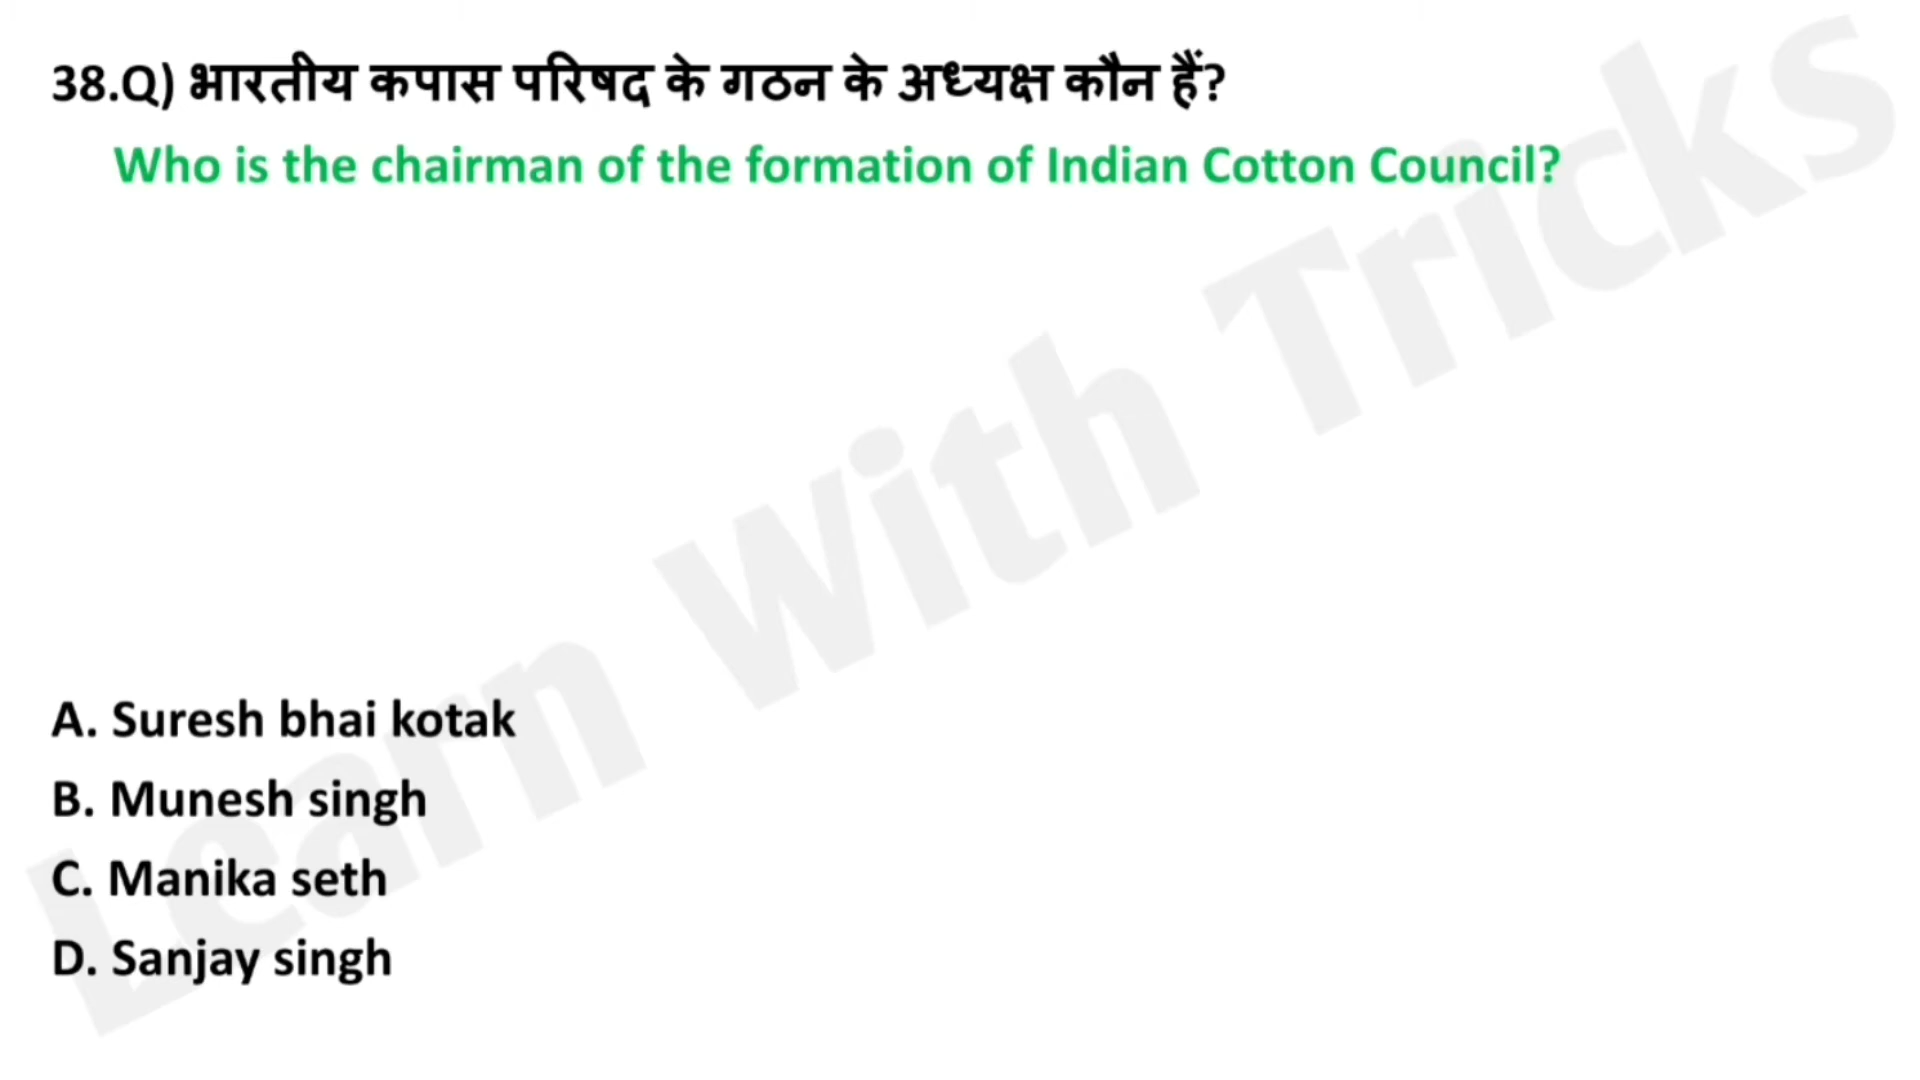 38.Q) भारतीय कपास परिषद के गठन के अध्यक्ष कौन हैं?
Who is the chairman of the formation of Indian Cotton Council?
Learn With Tricks
A. Suresh bhai kotak
B. Munesh singh
C. Manika seth
D. Sanjay singh